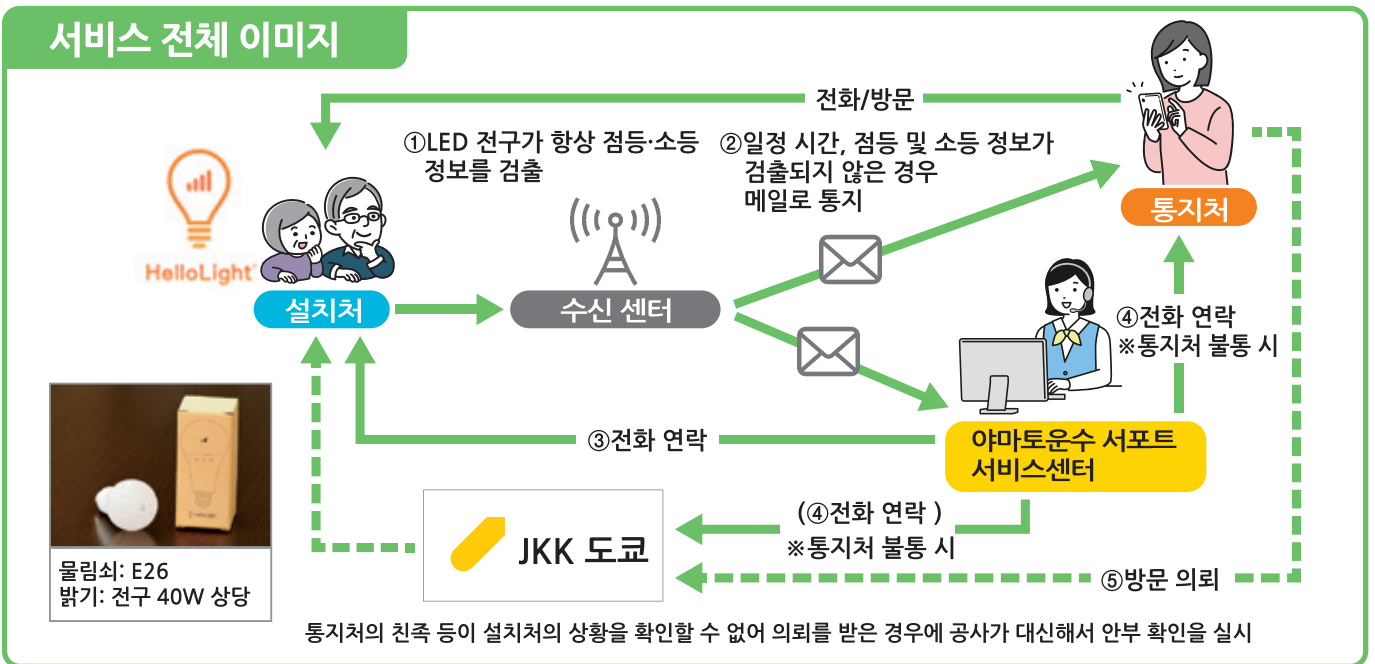 서비스 전체 이미지
전화/방문
①LED 전구가 항상 점등·소등
정보를 검출
②일정 시간, 점등 및 소등 정보가
검출되지 않은 경우
메일로 통지
HelloLight
통지처
설치처
수신 센터
④전화 연락
※통지처 불통 시
③전화 연락
야마토운수 서포트
서비스센터
(④전화 연락 )
※통지처 불통 시
JKK 도쿄
⑤방문 의뢰
물림쇠: E26
밝기: 전구 40W 상당
통지처의 친족 등이 설치처의 상황을 확인할 수 없어 의뢰를 받은 경우에 공사가 대신해서 안부 확인을 실시